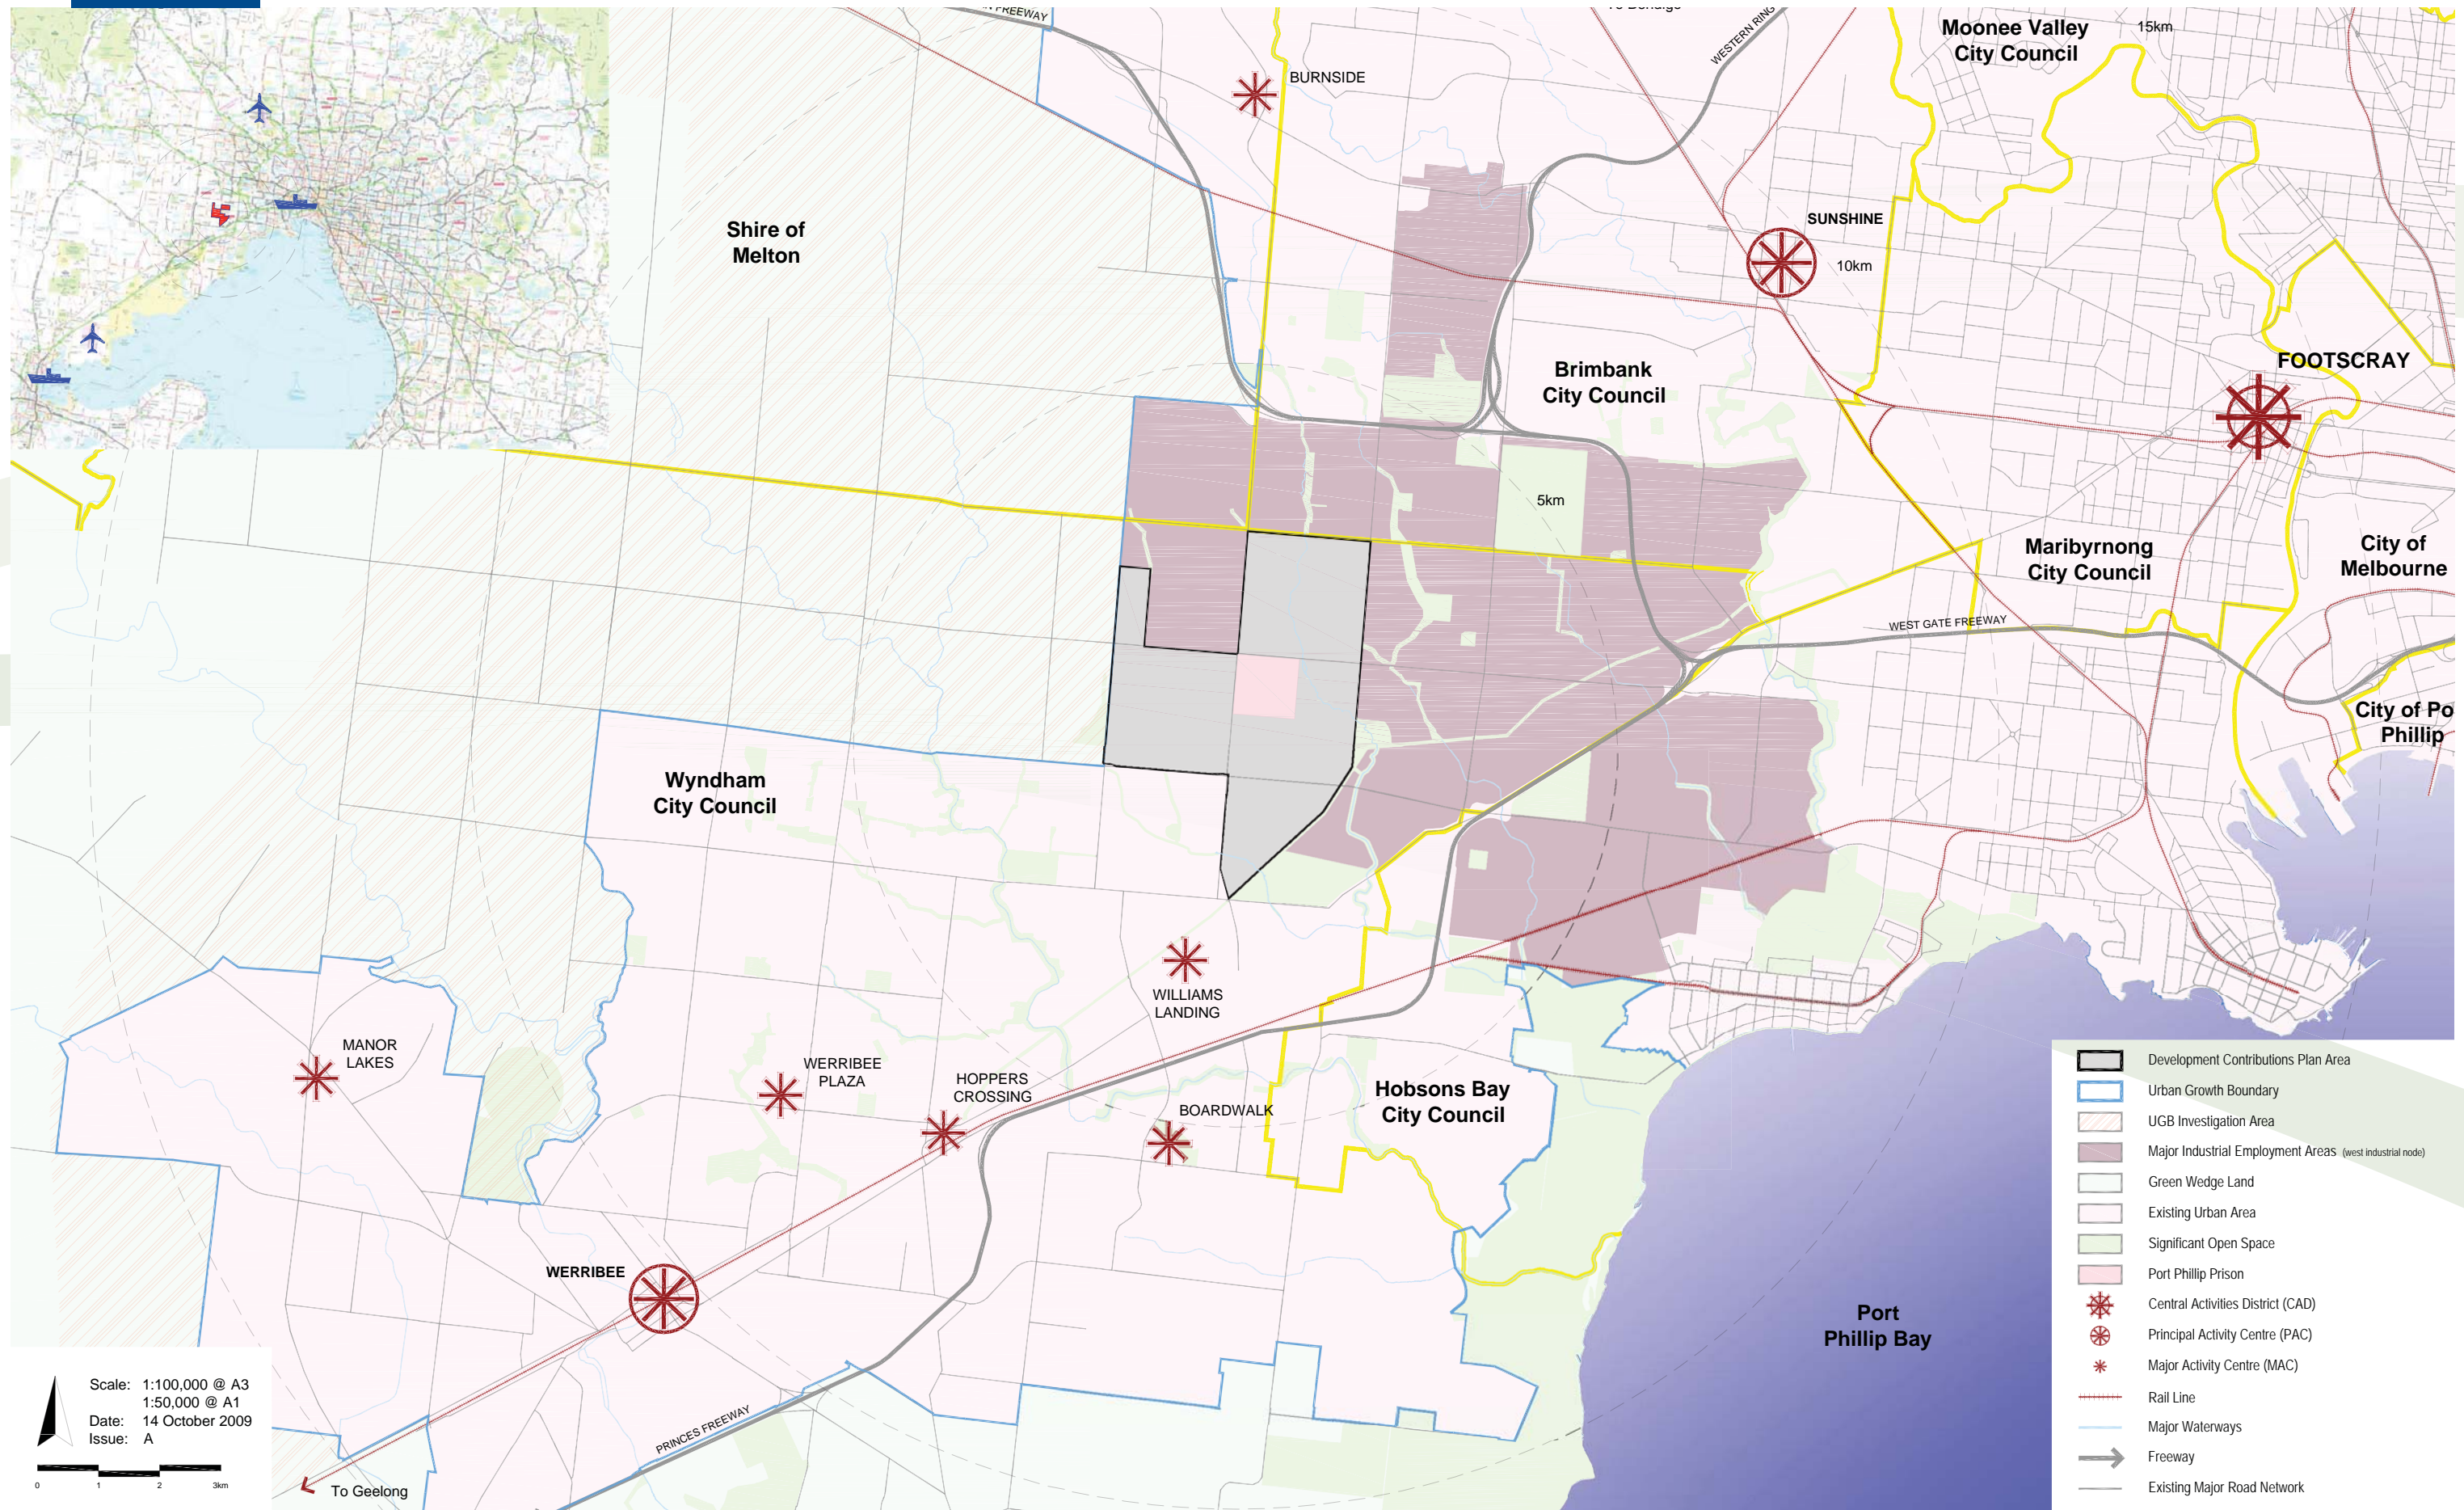 N FREEWAY
WESTERN RING
Moonee Valley
City Council
15km
BURNSIDE
SUNSHINE
10km
Shire of
Melton
Brimbank
City Council
FOOTSCRAY
5km
Maribyrnong
City Council
City of
Melbourne
WEST GATE FREEWAY
City of Po
Phillip
Wyndham
City Council
WILLIAMS
LANDING
MANOR
LAKES
WERRIBEE
PLAZA
HOPPERS
CROSSING
BOARDWALK
Hobsons Bay
City Council
WERRIBEE
Port
Phillip Bay
PRINCES FREEWAY
To Geelong
Scale: 1:100,000 @ A3
1:50,000 @ A1
Date: 14 October 2009
Issue: A
0 1 2 3km
Development Contributions Plan Area
Urban Growth Boundary
UGB Investigation Area
Major Industrial Employment Areas (west industrial node)
Green Wedge Land
Existing Urban Area
Significant Open Space
Port Phillip Prison
Central Activities District (CAD)
Principal Activity Centre (PAC)
Major Activity Centre (MAC)
Rail Line
Major Waterways
Freeway
Existing Major Road Network